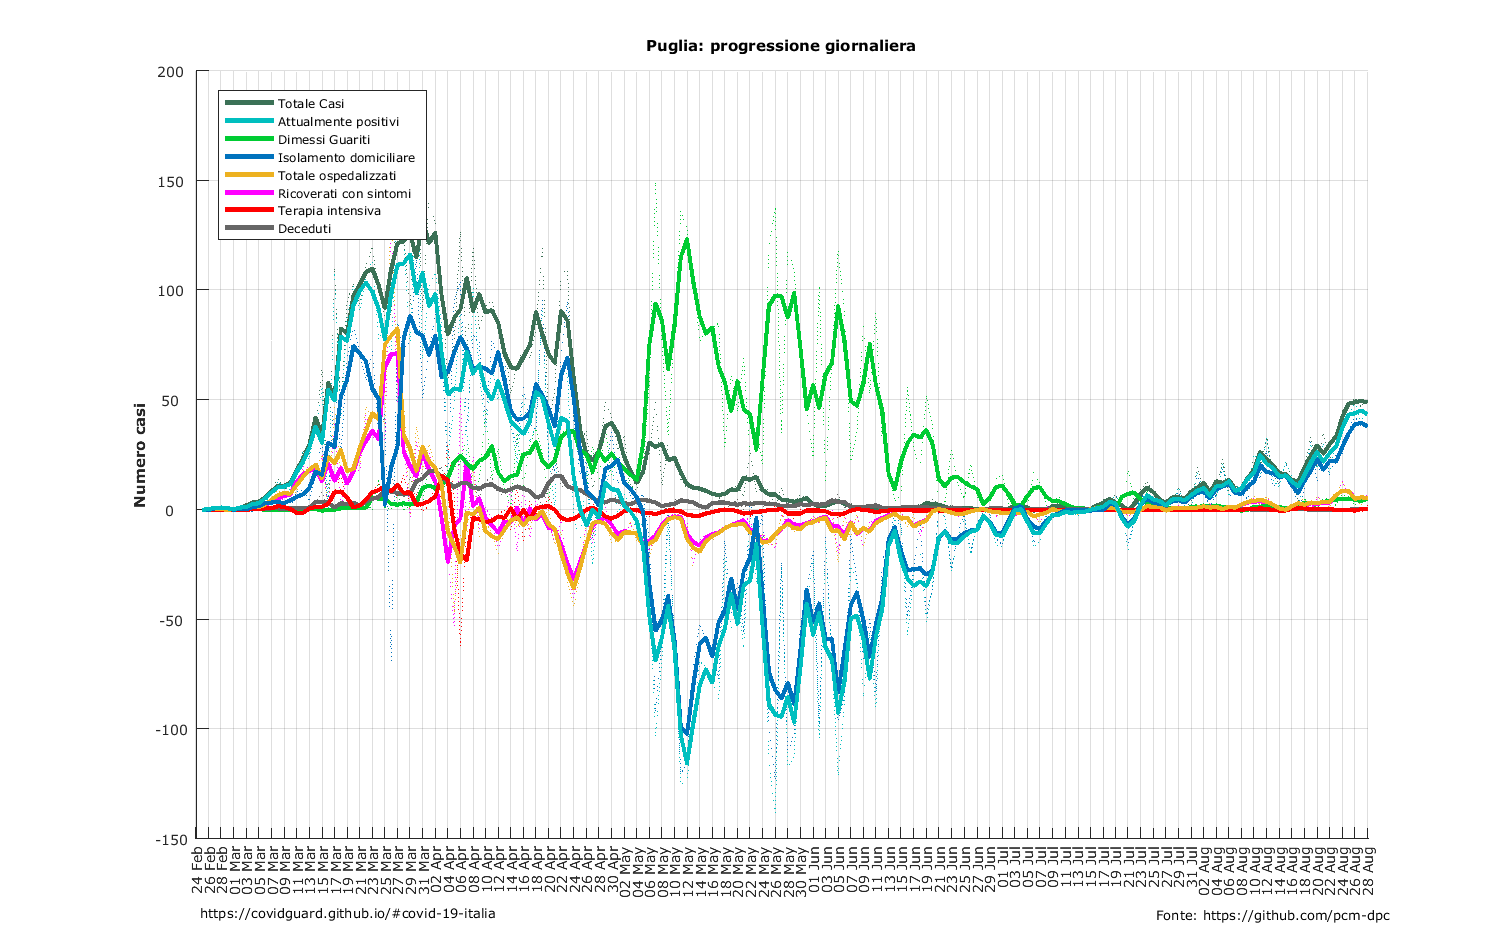 Puglia: progressione giornaliera
Numero casi
200
150
100
50
0
-50
-100
-150
Totale Casi
Attualmente positivi
Dimessi Guariti
Isolamento domiciliare
Totale ospedalizzati
Ricoverati con sintomi
Terapia intensiva
Deceduti
24 Feb
26 Feb
28 Feb
01 Mar
03 Mar
05 Mar
07 Mar
09 Mar
11 Mar
13 Mar
15 Mar
17 Mar
19 Mar
21 Mar
23 Mar
25 Mar
27 Mar
29 Mar
31 Mar
02 Apr
04 Apr
06 Apr
08 Apr
10 Apr
12 Apr
14 Apr
16 Apr
18 Apr
20 Apr
22 Apr
24 Apr
26 Apr
28 Apr
30 Apr
02 May
04 May
06 May
08 May
10 May
12 May
14 May
16 May
18 May
20 May
22 May
24 May
26 May
28 May
30 May
01 Jun
03 Jun
05 Jun
07 Jun
09 Jun
11 Jun
13 Jun
15 Jun
17 Jun
19 Jun
21 Jun
23 Jun
25 Jun
27 Jun
29 Jun
01 Jul
03 Jul
05 Jul
07 Jul
09 Jul
11 Jul
13 Jul
15 Jul
17 Jul
19 Jul
21 Jul
23 Jul
25 Jul
27 Jul
29 Jul
31 Jul
02 Aug
04 Aug
06 Aug
08 Aug
10 Aug
12 Aug
14 Aug
16 Aug
18 Aug
20 Aug
22 Aug
24 Aug
26 Aug
28 Aug
https://covidguard.github.io/#covid-19-italia
Fonte: https://github.com/pcm-dpc